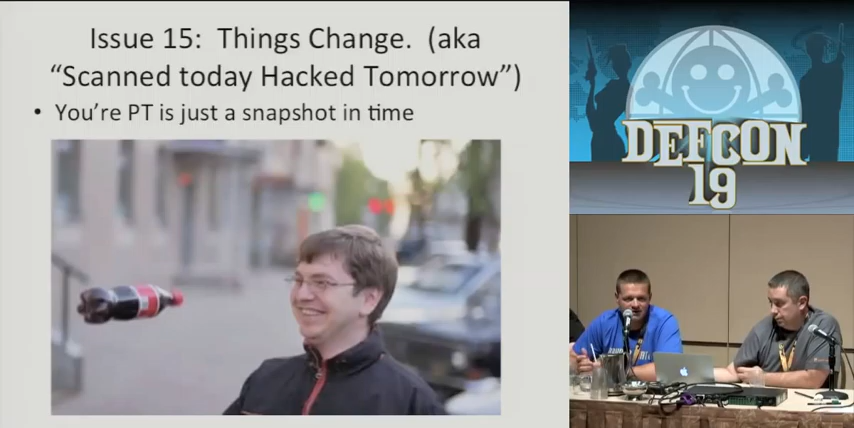 Issue 15: Things Change. (aka
“Scanned today Hacked Tomorrow”)
• You’re PT is just a snapshot in time
DEFCON
19